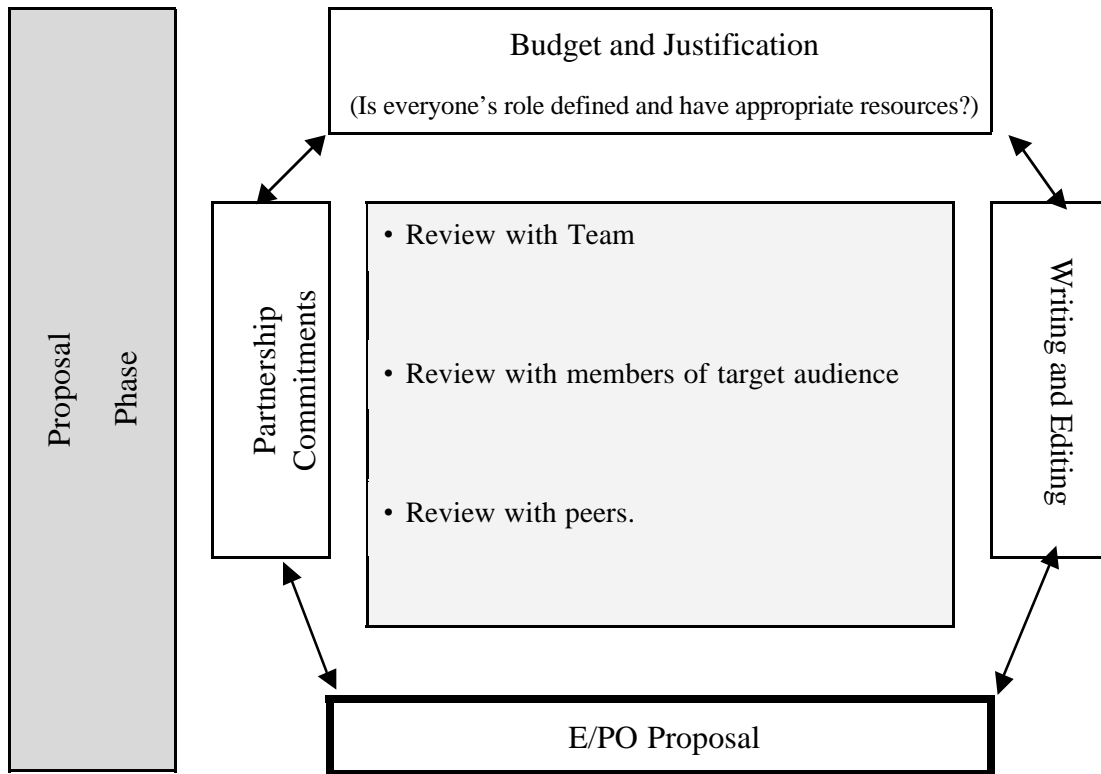 Proposal
Phase
Budget and Justification
(Is everyone’s role defined and have appropriate resources?)
Partnership
Commitments
• Review with Team
• Review with members of target audience
• Review with peers.
Writing and Editing
E/PO Proposal